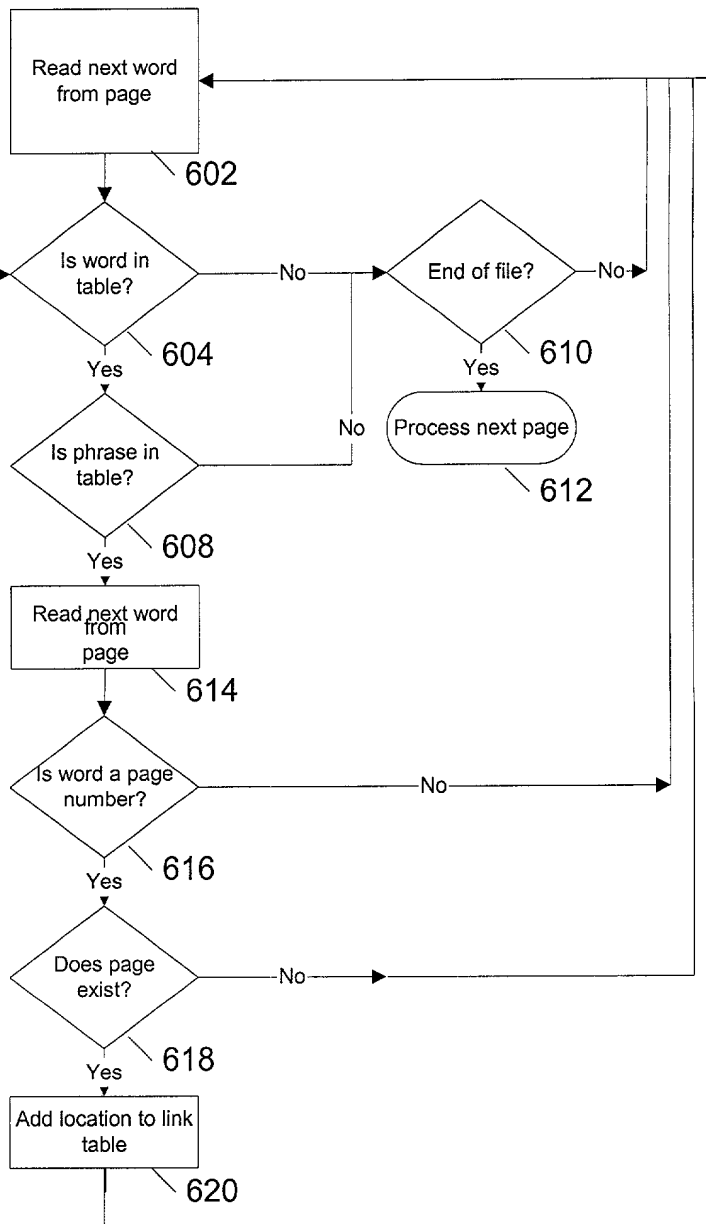 Read next word
from page
602
Is word in
table?
No
End of file?
No
604
610
Yes
Yes
Is phrase in
table?
No
Process next page
608
612
Yes
Read next word
from
page
614
Is word a page
number?
No
616
Yes
Does page
exist?
No
618
Yes
Add location to link
table
620